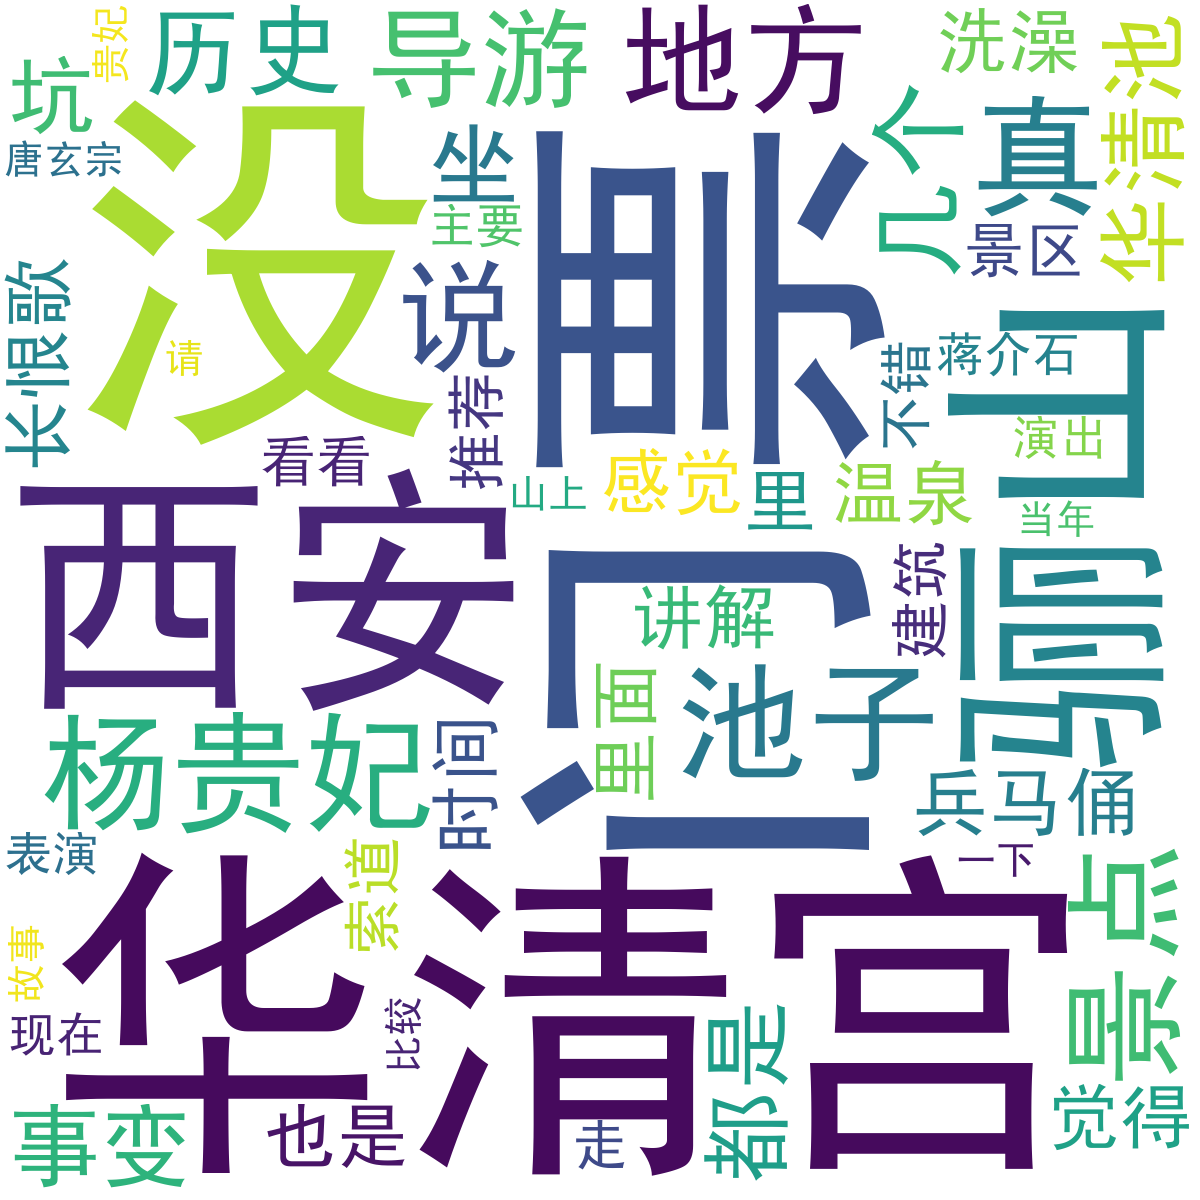 贵妃
历史
导游
地方
洗澡
华清池
坑
唐玄宗
没
坐
主要
门票
几个
真
景区
长恨歌
请
说
推荐
不错
蒋介石
骊山
演出
看看
山上
感觉
里
温泉
当年
西安
讲解
建筑
杨贵妃
时间
里面
池子
兵马俑
表演
索道
一下
景点
故事
华清宫
现在
比较
都是
觉得
事变
也是
走